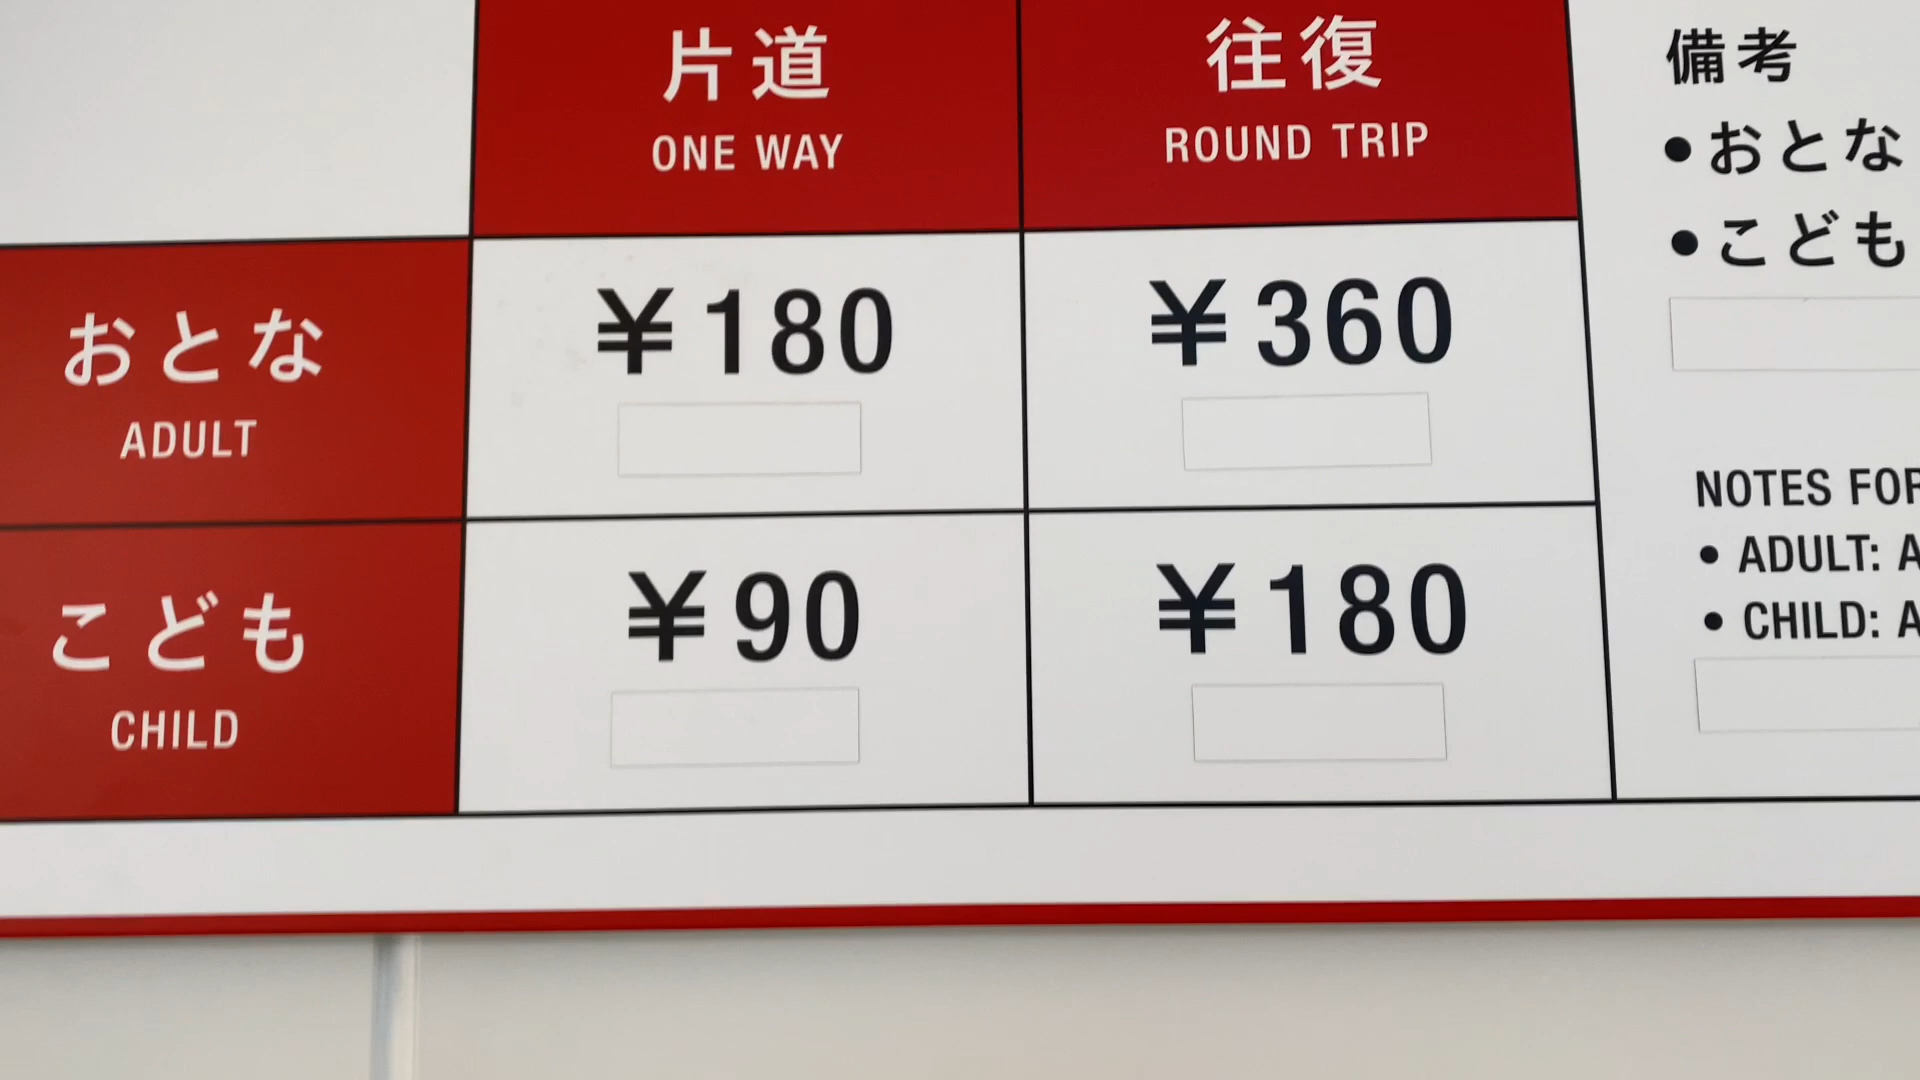 片道
ONE WAY
往復
ROUND TRIP
おとな
ADULT
¥180
¥360
こども
CHILD
¥90
¥180
備考
•おとな
•こども
NOTES FOR
• ADULT: A
• CHILD: A